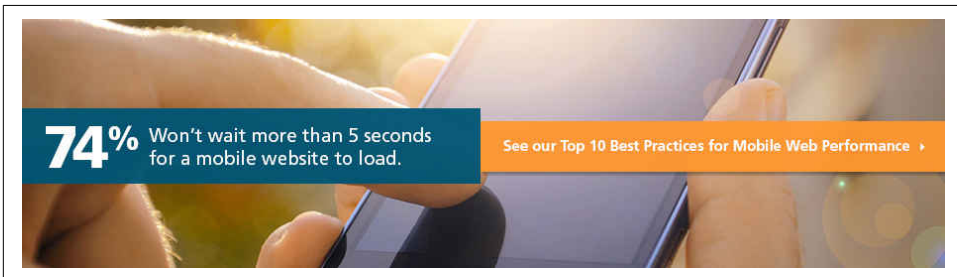 74% Won't wait more than 5 seconds
for a mobile website to load.
See our Top 10 Best Practices for Mobile Web Performance ▸